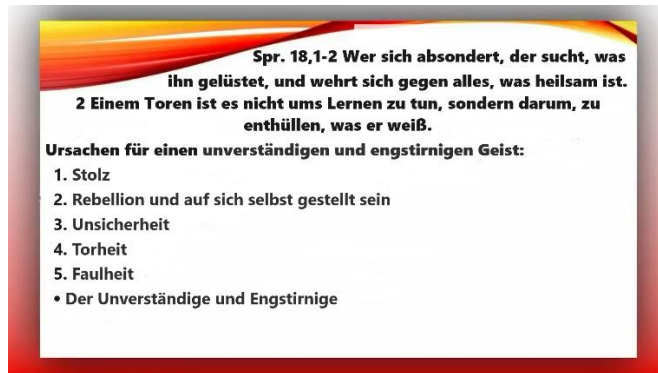 Spr. 18,1-2 Wer sich absondert, der sucht, was
ihn gelüstet, und wehrt sich gegen alles, was heilsam ist.
2 Einem Toren ist es nicht ums Lernen zu tun, sondern darum, zu
enthüllen, was er weiß.
Ursachen für einen unverständigen und engstirnigen Geist:
1. Stolz
2. Rebellion und auf sich selbst gestellt sein
3. Unsicherheit
4. Torheit
5. Faulheit
• Der Unverständige und Engstirnige